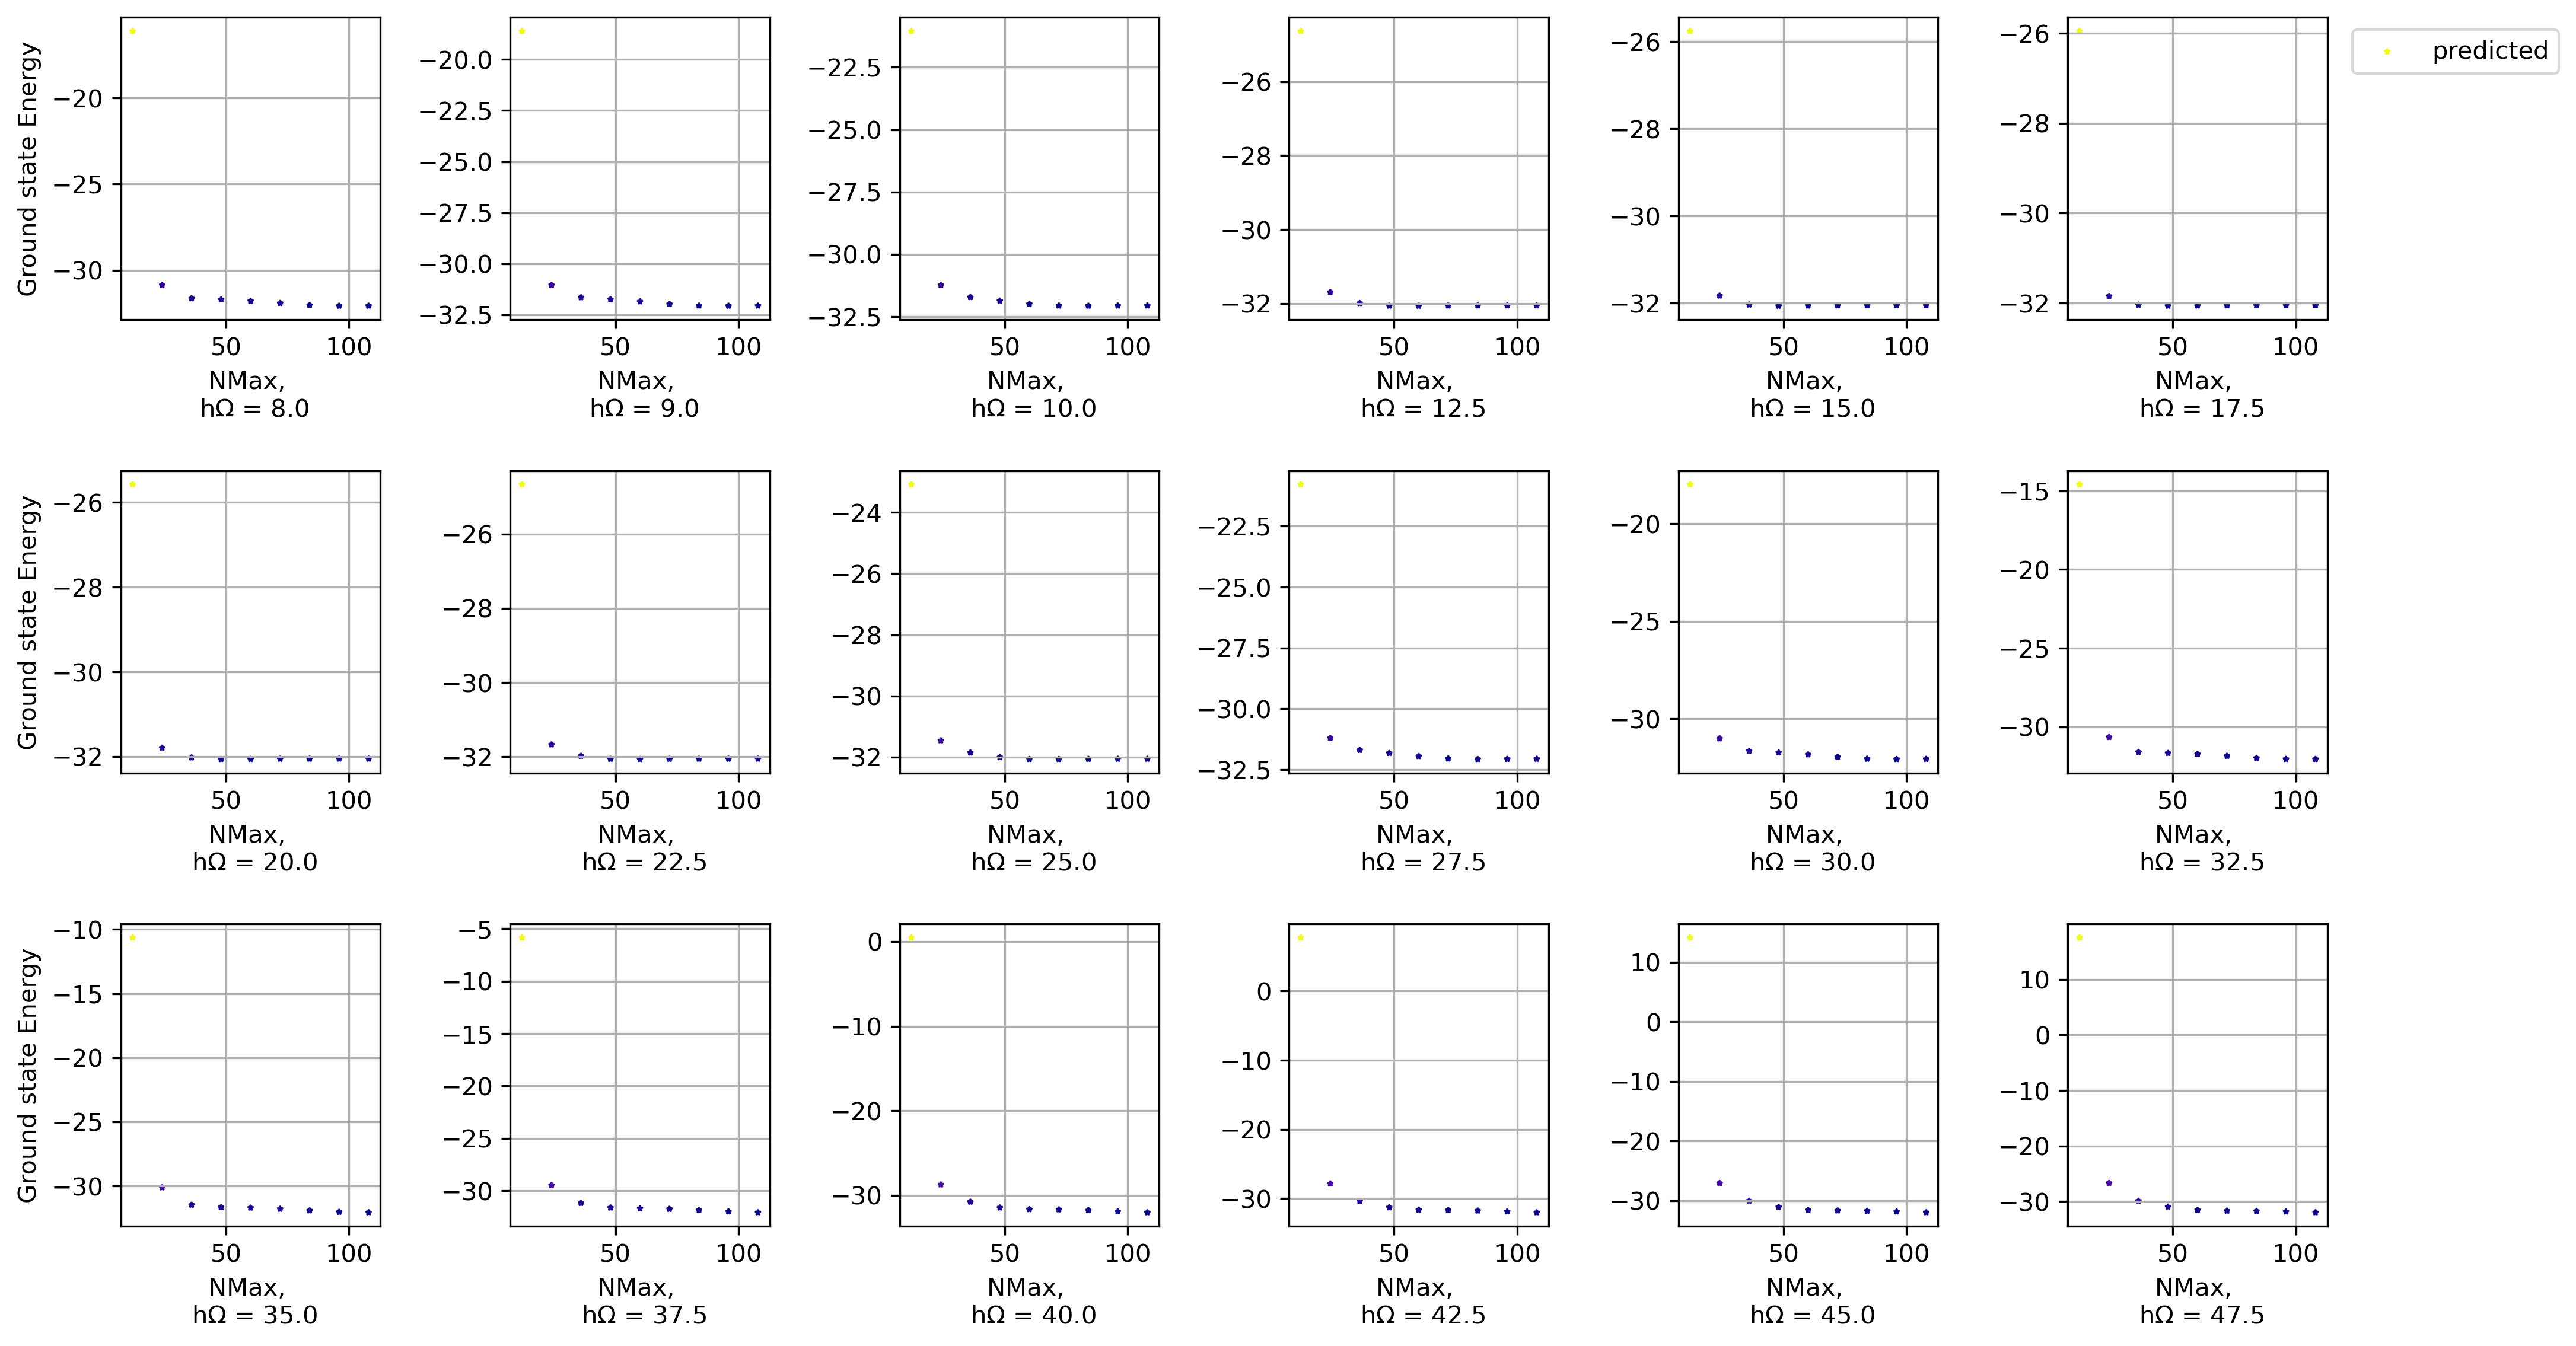 Ground state Energy
−20
−25
−30
50 100
NMax,
hΩ = 8.0
−20.0
−22.5
−25.0
−27.5
−30.0
−32.5
50 100
NMax,
hΩ = 9.0
−22.5
−25.0
−27.5
−30.0
−32.5
50 100
NMax,
hΩ = 10.0
−26
−28
−30
−32
50 100
NMax,
hΩ = 12.5
−26
−28
−30
−32
50 100
NMax,
hΩ = 15.0
−26
−28
−30
−32
50 100
NMax,
hΩ = 17.5
predicted
Ground state Energy
−26
−28
−30
−32
50 100
NMax,
hΩ = 20.0
−26
−28
−30
−32
50 100
NMax,
hΩ = 22.5
−24
−26
−28
−30
−32
50 100
NMax,
hΩ = 25.0
−22.5
−25.0
−27.5
−30.0
−32.5
50 100
NMax,
hΩ = 27.5
−20
−25
−30
50 100
NMax,
hΩ = 30.0
−15
−20
−25
−30
50 100
NMax,
hΩ = 32.5
Ground state Energy
−10
−15
−20
−25
−30
50 100
NMax,
hΩ = 35.0
−5
−10
−15
−20
−25
−30
50 100
NMax,
hΩ = 37.5
0
−10
−20
−30
50 100
NMax,
hΩ = 40.0
0
−10
−20
−30
50 100
NMax,
hΩ = 42.5
10
0
−10
−20
−30
50 100
NMax,
hΩ = 45.0
10
0
−10
−20
−30
50 100
NMax,
hΩ = 47.5